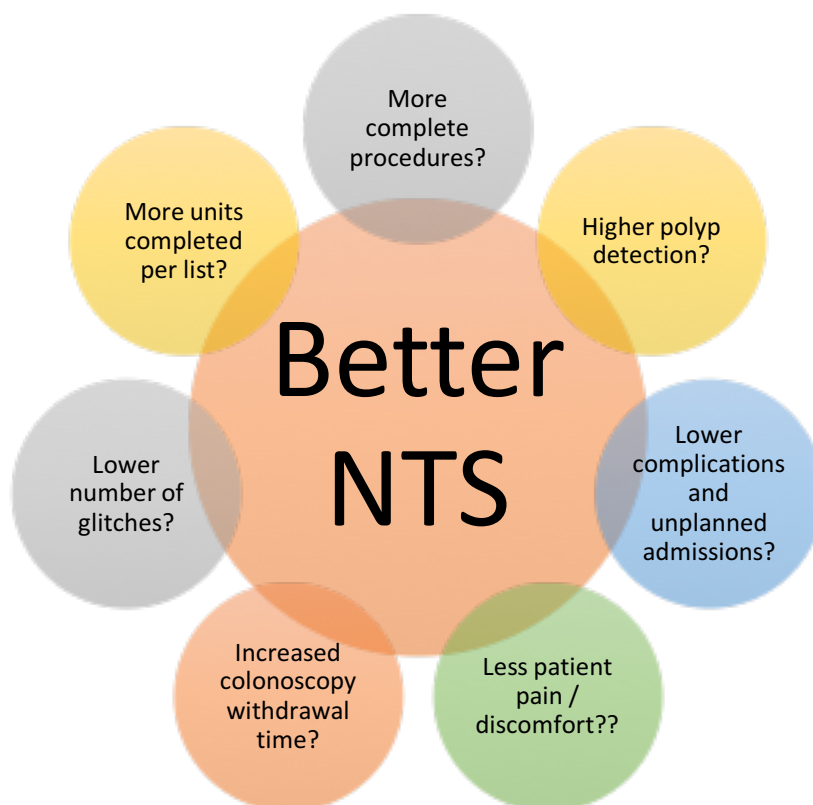 More
complete
procedures?
More units
completed
per list?
Higher polyp
detection?
Better
NTS
Lower
number of
glitches?
Lower
complications
and
unplanned
admissions?
Increased
colonoscopy
withdrawal
time?
Less patient
pain /
discomfort??